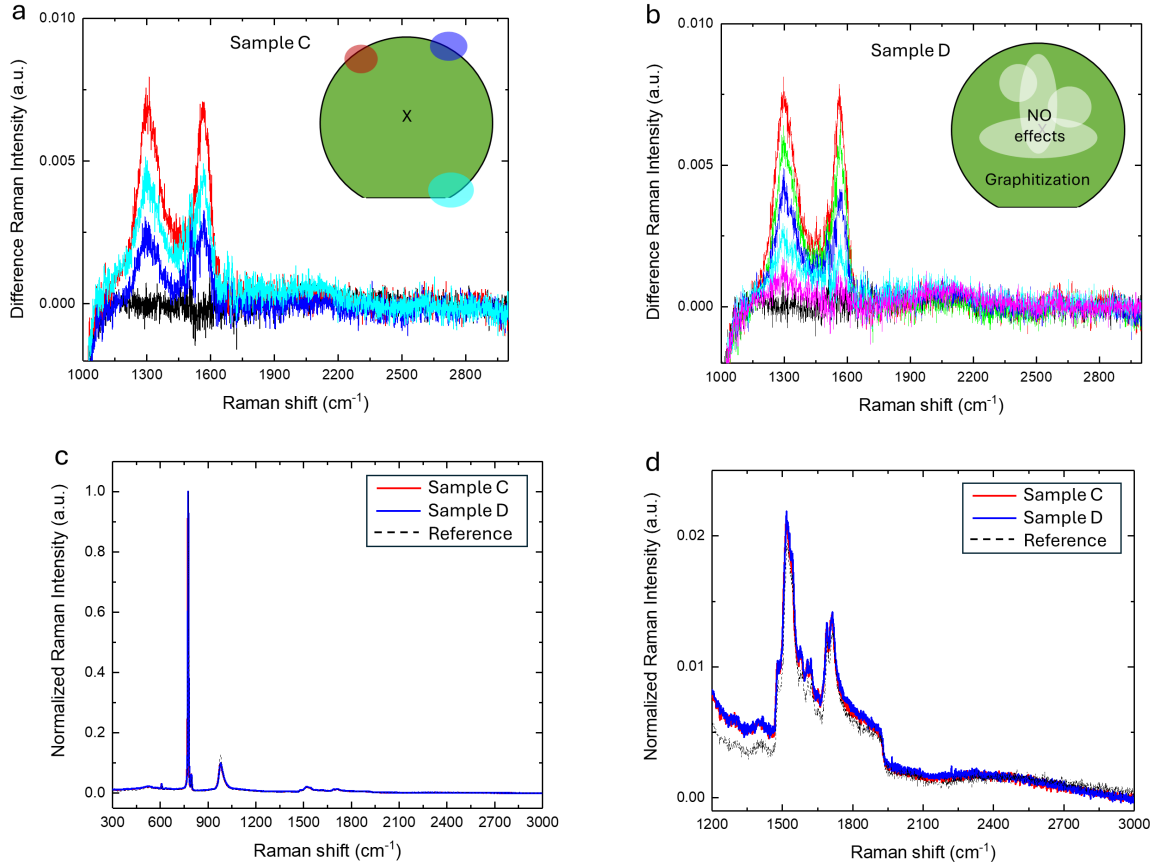 a
Sample C
X
0.010
0.005
0.000
Difference Raman Intensity (a.u.)
1000 1300 1600 1900 2200 2500 2800
Raman shift (cm-1)
b
Sample D
NO
X
effects
Graphitization
0.010
0.005
0.000
Difference Raman Intensity (a.u.)
1000 1300 1600 1900 2200 2500 2800
Raman shift (cm-1)
c
Sample C
Sample D
Reference
1.0
0.8
0.6
0.4
0.2
0.0
Normalized Raman Intensity (a.u.)
300 600 900 1200 1500 1800 2100 2400 2700 3000
Raman shift (cm-1)
d
Sample C
Sample D
Reference
0.02
0.01
0.00
Normalized Raman Intensity (a.u.)
1200 1500 1800 2100 2400 2700 3000
Raman shift (cm-1)